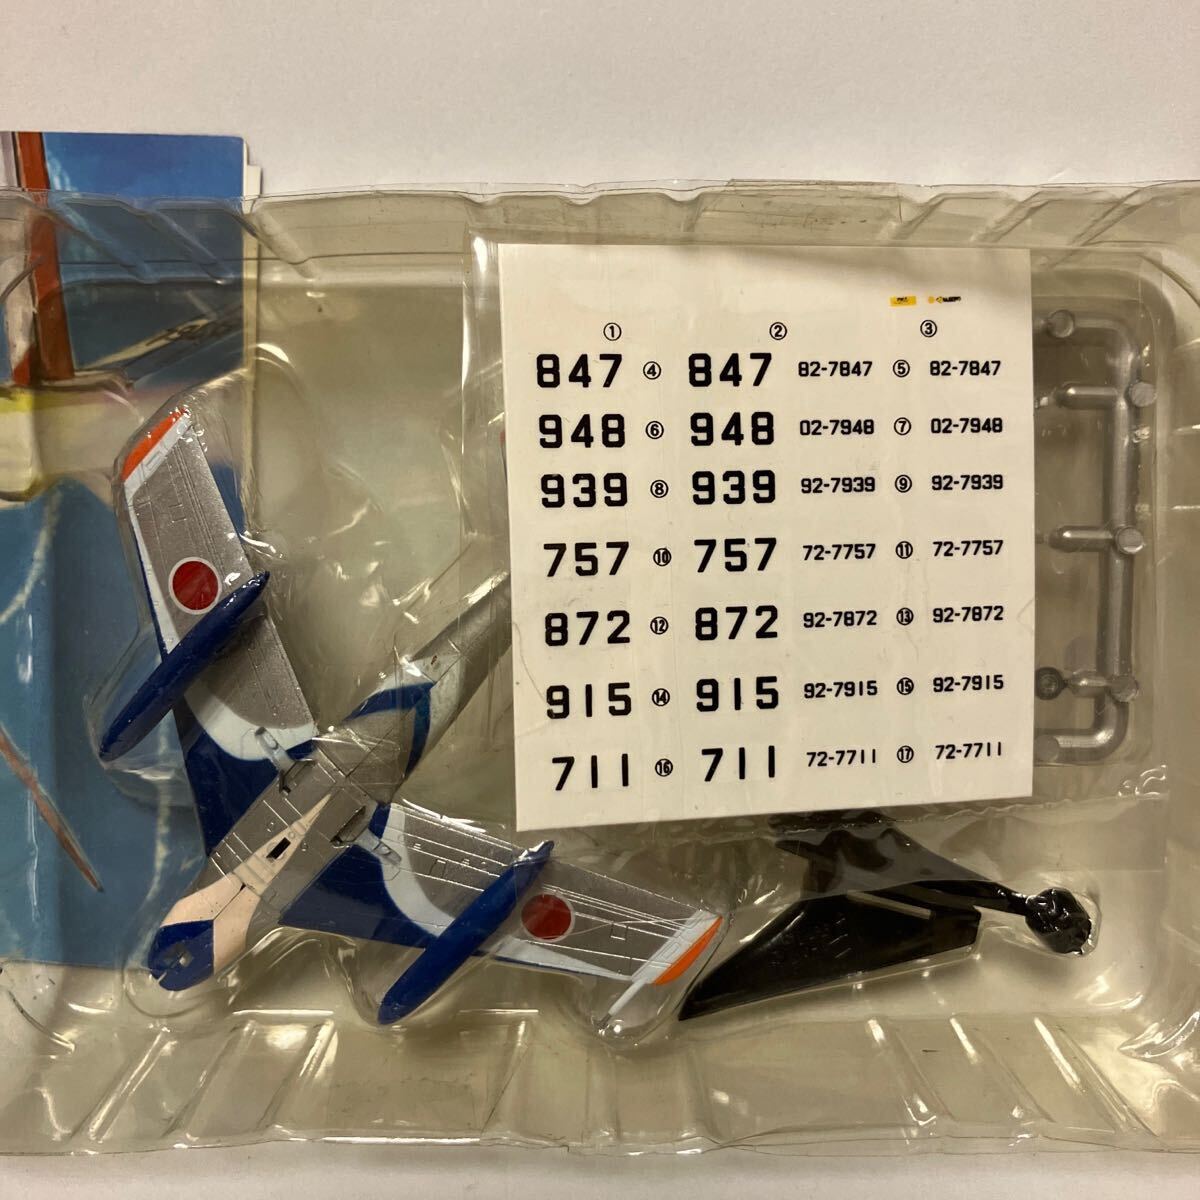 ① ② ③
847 ④ 847 82-7847 ⑤ 82-7847
948 ⑥ 948 02-7948 ⑦ 02-7948
939 ⑧ 939 92-7939 ⑨ 92-7939
757 ⑩ 757 72-7757 ⑪ 72-7757
872 ⑫ 872 92-7872 ⑬ 92-7872
915 ⑭ 915 92-7915 ⑮ 92-7915
711 ⑯ 711 72-7711 ⑰ 72-7711